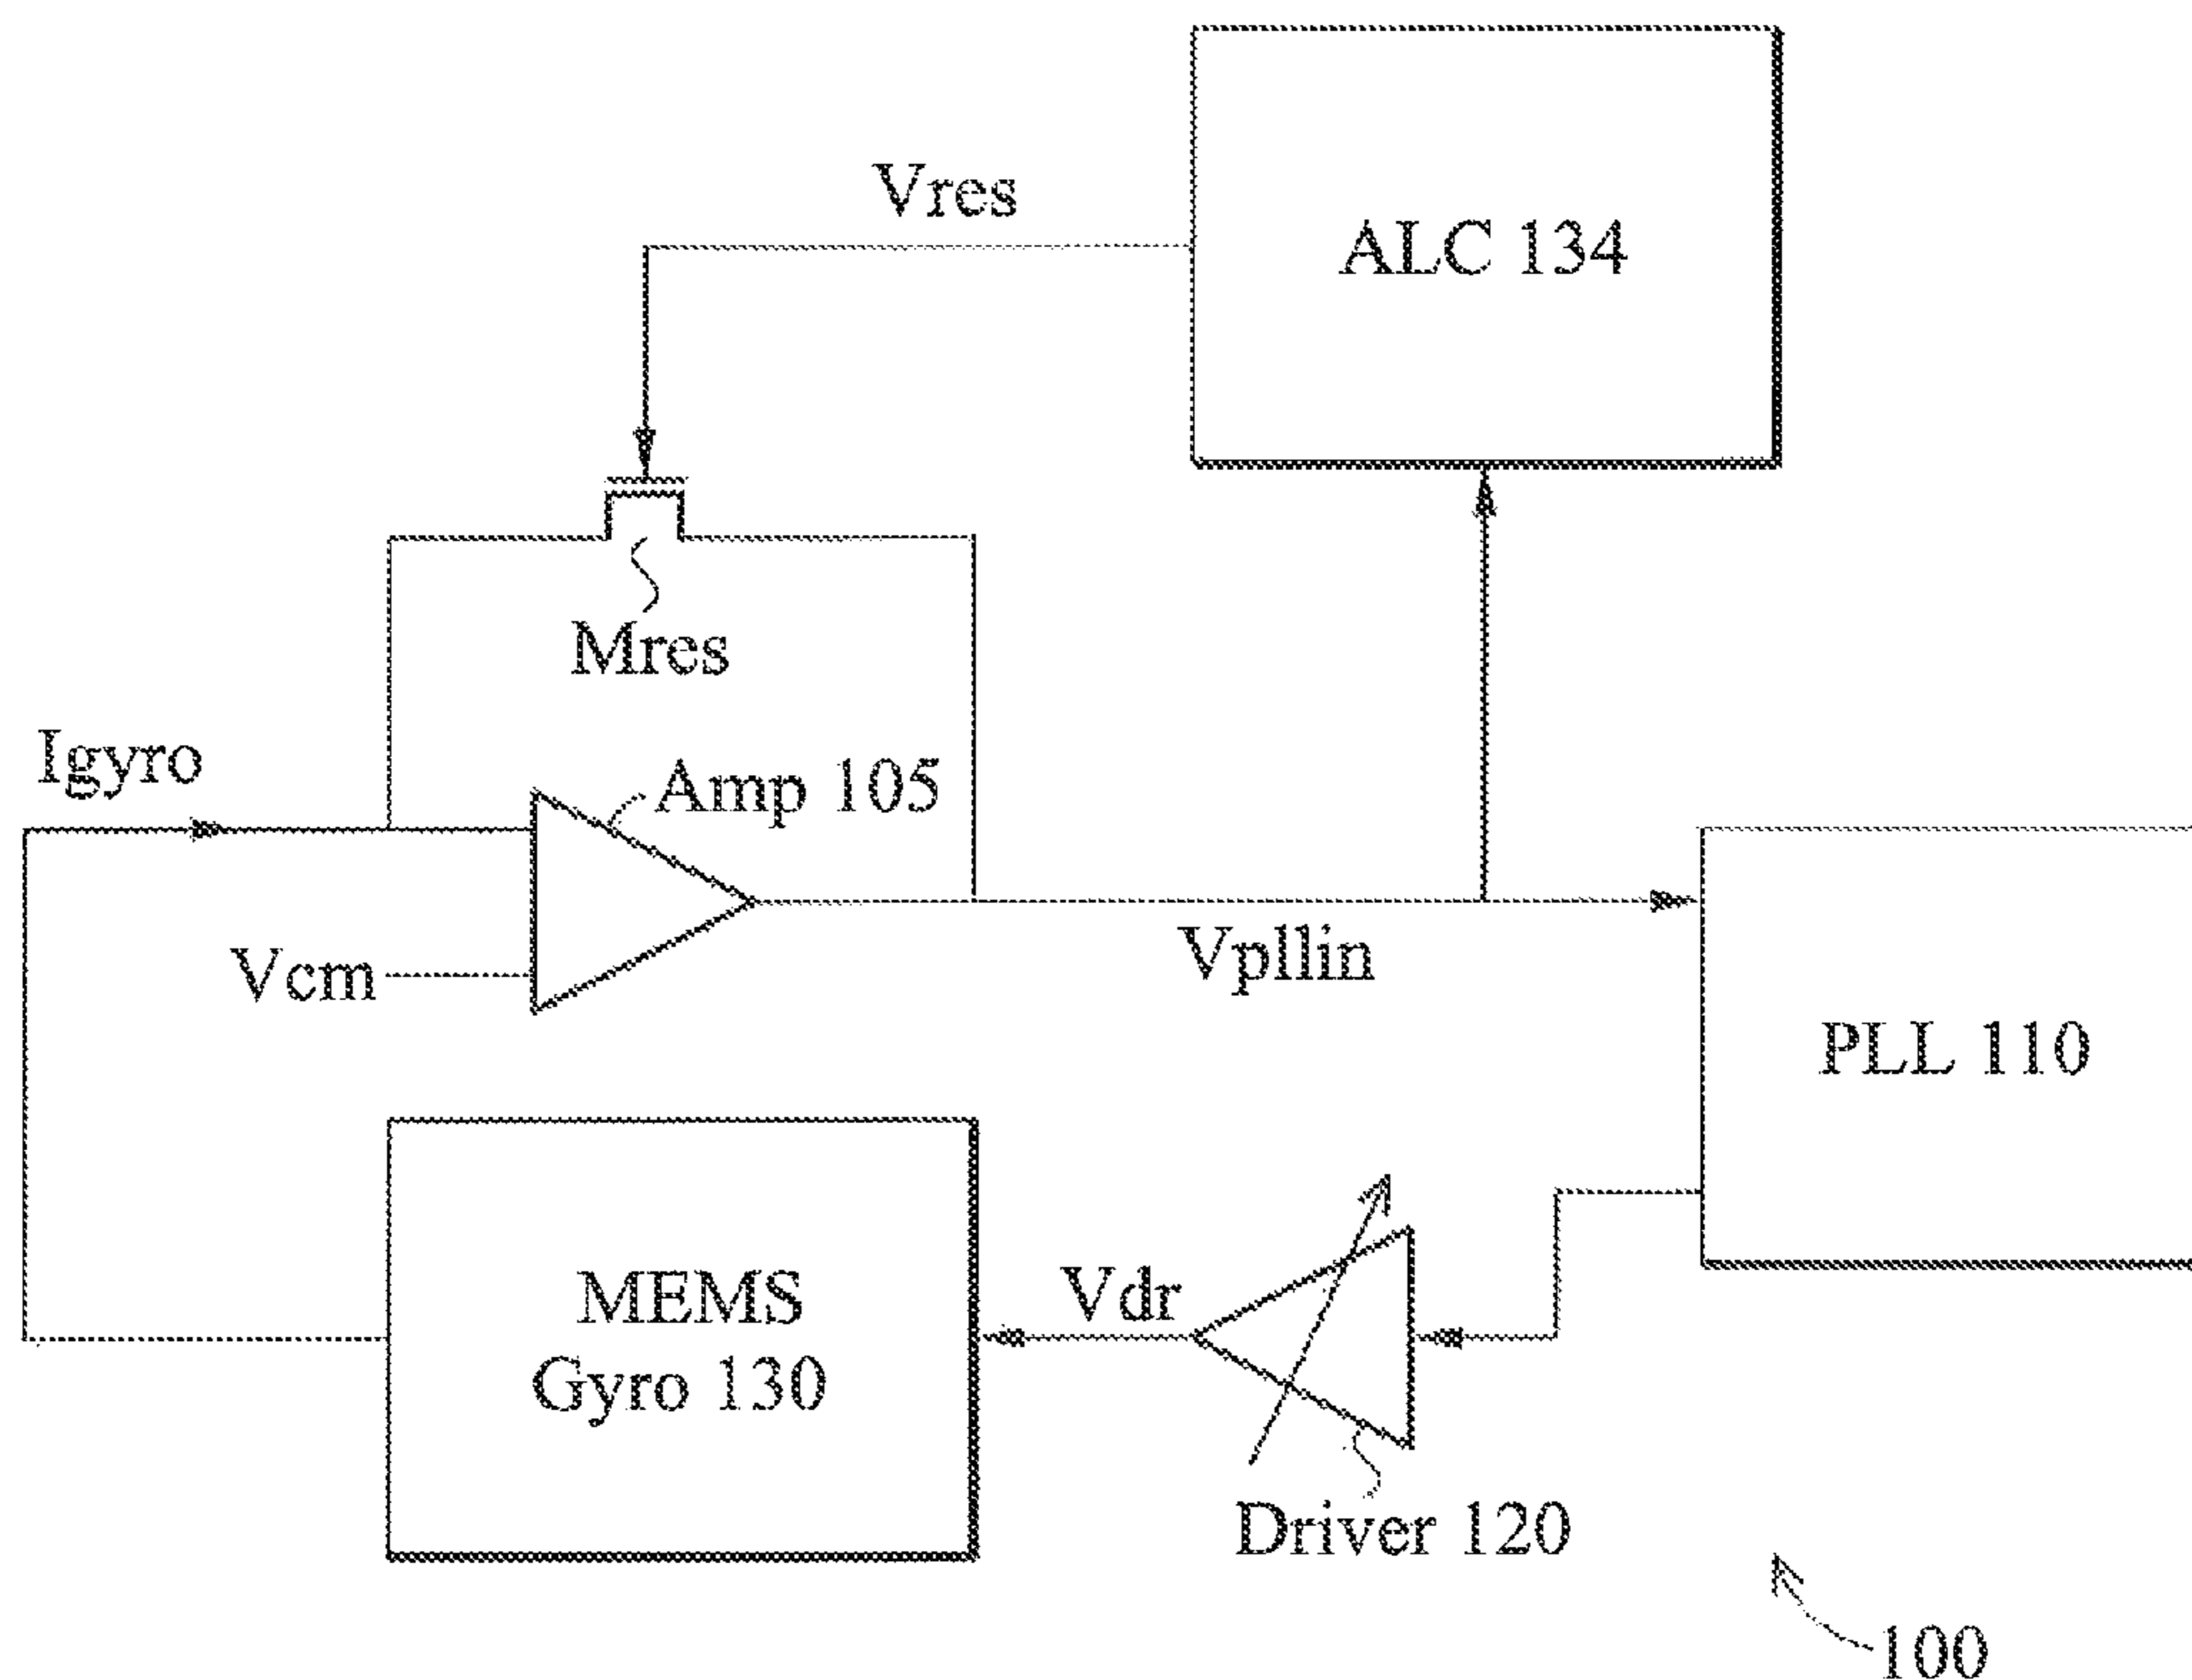 Vres
ALC 134
Mres
Igyro
Amp 105
Vcm
Vpllin
PLL 110
MEMS
Gyro 130
Vdr
Driver 120
100